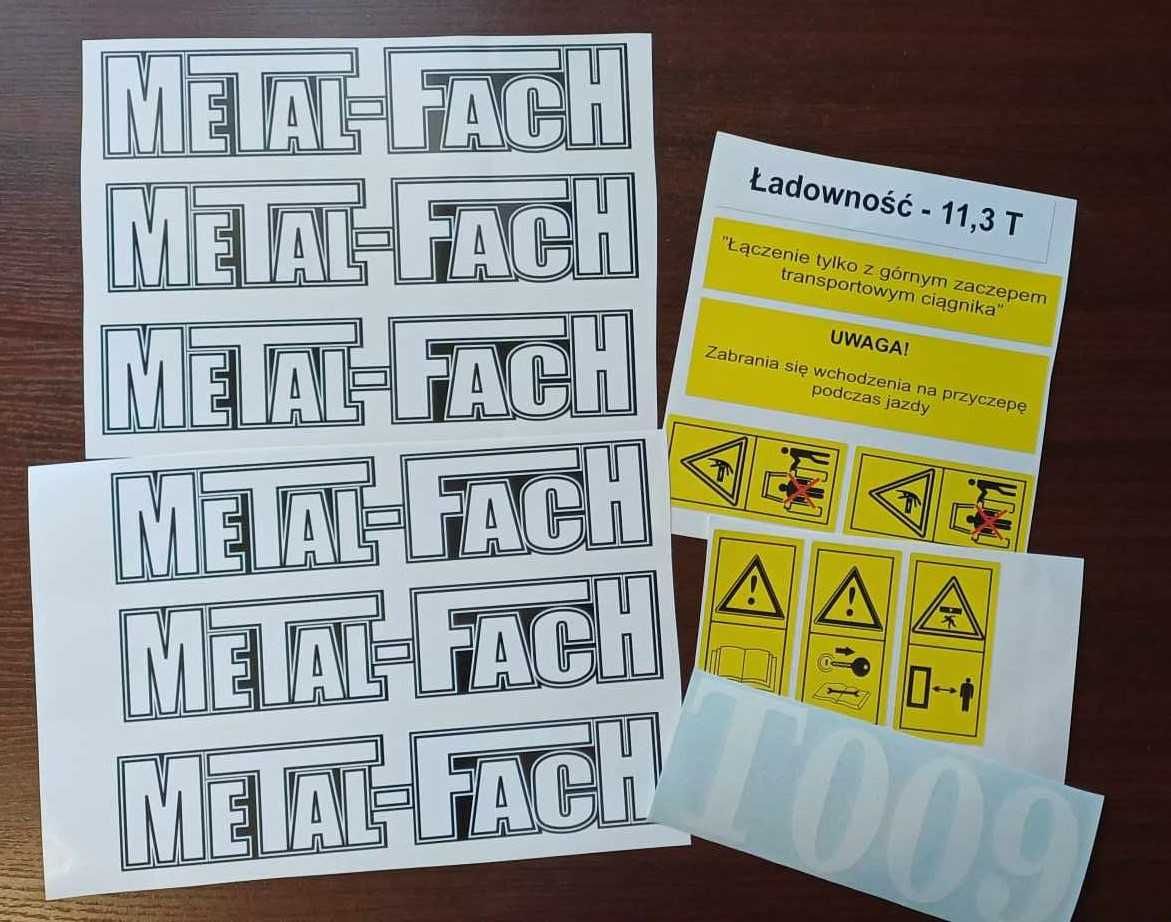 METAL-FACH
METAL-FACH
METAL-FACH
METAL-FACH
METAL-FACH
METAL-FACH
Ładowność - 11,3 T
"Łączenie tylko z górnym zaczepem
transportowym ciągnika"
UWAGA!
Zabrania się wchodzenia na przyczepę
podczas jazdy
T009